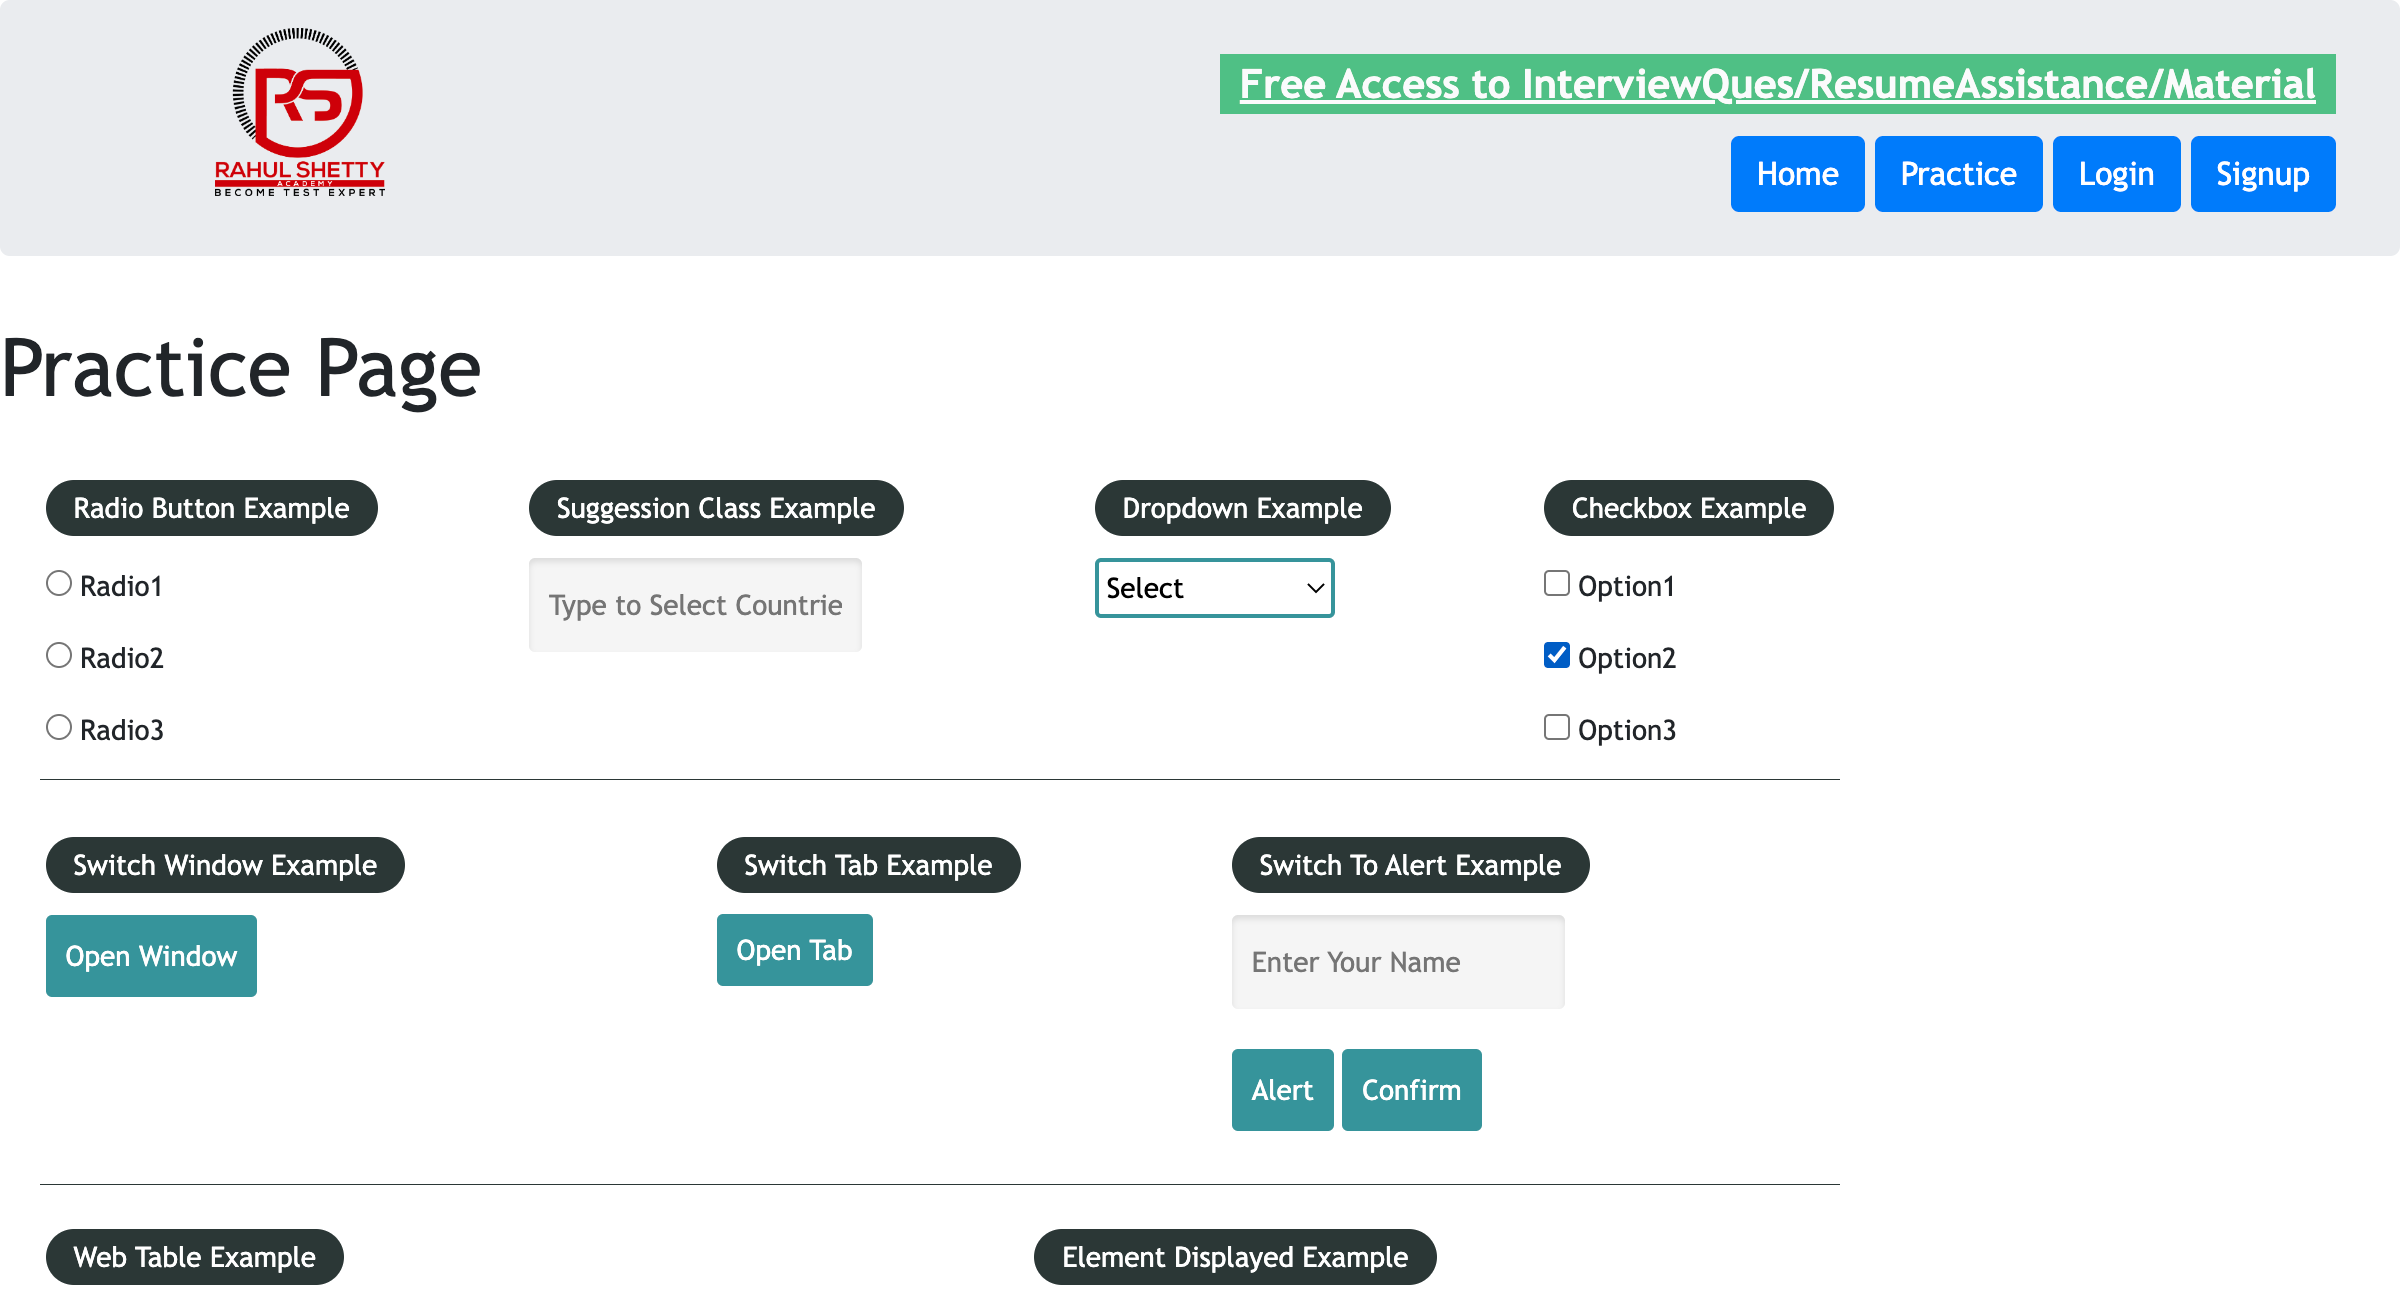 RAHUL SHETTY
ACADEMY
BECOME TEST EXPERT
Free Access to InterviewQues/ResumeAssistance/Material
Home Practice Login Signup
Practice Page
Radio Button Example
Radio1
Radio2
Radio3
Suggession Class Example
Type to Select Countrie
Dropdown Example
Select
Checkbox Example
Option1
Option2
Option3
Switch Window Example
Open Window
Switch Tab Example
Open Tab
Switch To Alert Example
Enter Your Name
Alert Confirm
Web Table Example
Element Displayed Example